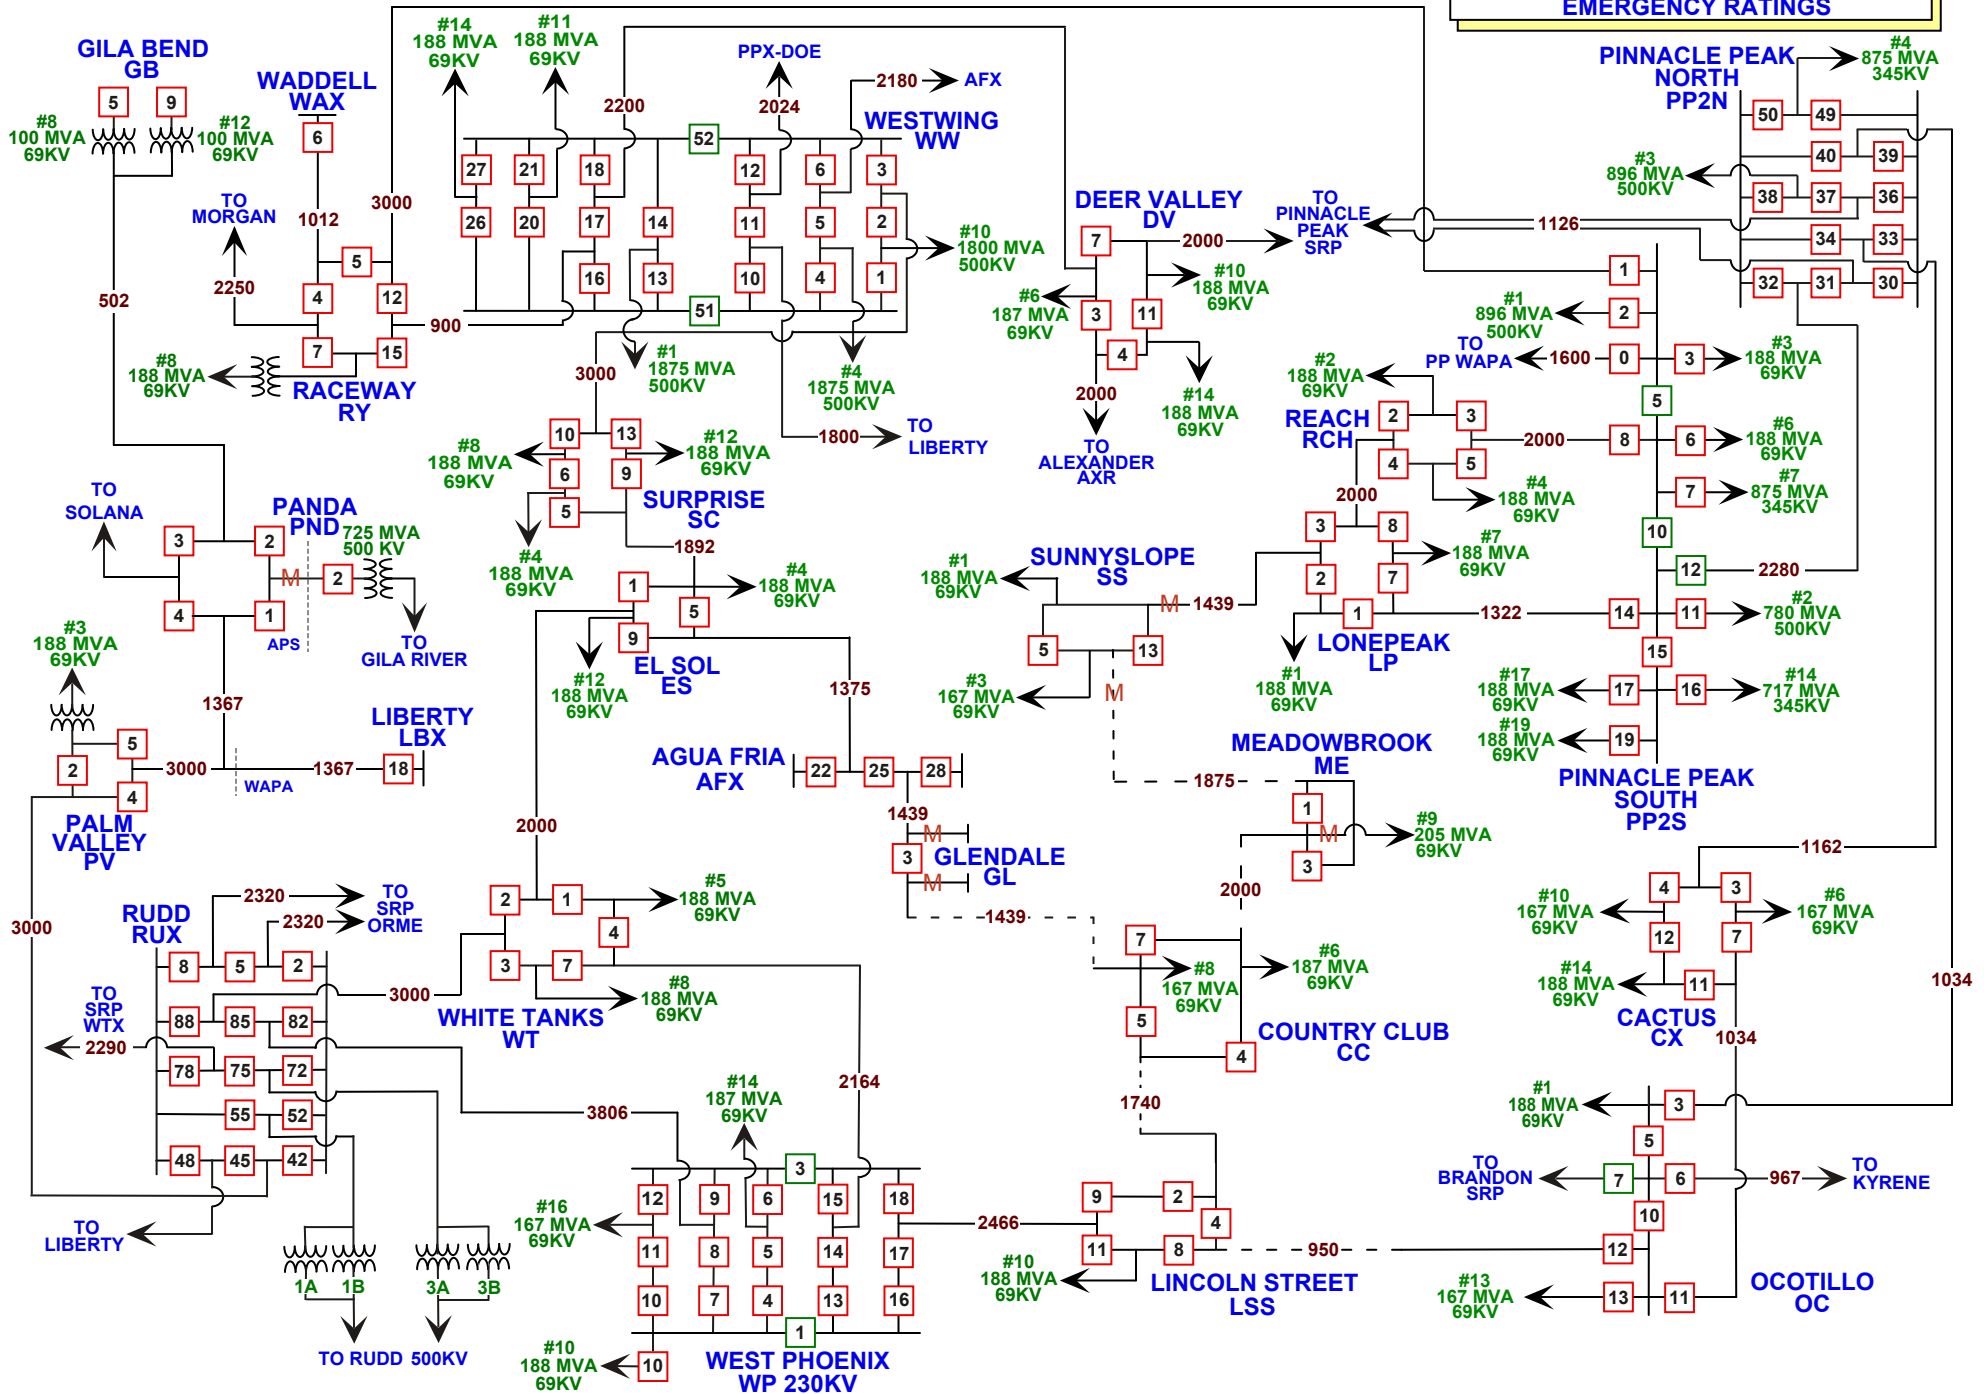 EMERGENCY RATINGS
GILA BEND
GB
5
9
#8
100 MVA
69KV
#12
100 MVA
69KV
502
WADDELL
WAX
6
1012
3000
TO
MORGAN
2250
5
4
12
7
15
900
#8
188 MVA
69KV
RACEWAY
RY
#14
188 MVA
69KV
#11
188 MVA
69KV
2200
PPX-DOE
2024
2180
AFX
WESTWING
WW
52
27
21
18
12
6
3
26
20
17
14
11
5
2
16
13
10
4
1
51
#10
1800 MVA
500KV
#1
1875 MVA
500KV
#4
1875 MVA
500KV
3000
1800
TO
LIBERTY
DEER VALLEY
DV
7
2000
TO
PINNACLE
PEAK
SRP
#10
188 MVA
69KV
#6
187 MVA
69KV
3
11
4
2000
#14
188 MVA
69KV
TO
ALEXANDER
AXR
PINNACLE PEAK
NORTH
PP2N
#4
875 MVA
345KV
50
49
40
39
#3
896 MVA
500KV
38
37
36
34
33
32
31
30
1126
1
#1
896 MVA
500KV
2
TO
PP WAPA
1600
0
3
#3
188 MVA
69KV
5
8
6
#6
188 MVA
69KV
7
#7
875 MVA
345KV
10
12
2280
14
11
#2
780 MVA
500KV
15
#17
188 MVA
69KV
17
16
#14
717 MVA
345KV
#19
188 MVA
69KV
19
PINNACLE PEAK
SOUTH
PP2S
#2
188 MVA
69KV
REACH
RCH
2
3
4
5
2000
#4
188 MVA
69KV
2000
3
8
#7
188 MVA
69KV
2
7
1
1322
LONEPEAK
LP
#1
188 MVA
69KV
SUNNYSLOPE
SS
#1
188 MVA
69KV
M
1439
5
13
#3
167 MVA
69KV
M
1875
MEADOWBROOK
ME
1
M
3
#9
205 MVA
69KV
2000
10
13
#8
188 MVA
69KV
#12
188 MVA
69KV
6
9
5
SURPRISE
SC
#4
188 MVA
69KV
1892
1
#4
188 MVA
69KV
5
9
EL SOL
ES
#12
188 MVA
69KV
1375
2000
TO
SOLANA
PANDA
PND
3
2
725 MVA
500 KV
M
2
4
1
APS
TO
GILA RIVER
#3
188 MVA
69KV
1367
LIBERTY
LBX
5
2
3000
1367
18
4
WAPA
PALM
VALLEY
PV
3000
AGUA FRIA
AFX
22
25
28
1439
M
3
GLENDALE
GL
M
1439
RUDD
RUX
2320
TO
SRP
ORME
2320
8
5
2
TO
SRP
WTX
3000
88
85
82
2290
78
75
72
55
52
48
45
42
TO
LIBERTY
1A
1B
3A
3B
TO RUDD 500KV
2
1
#5
188 MVA
69KV
4
3
7
#8
188 MVA
69KV
WHITE TANKS
WT
2164
3806
#14
187 MVA
69KV
3
12
9
6
15
18
#16
167 MVA
69KV
11
8
5
14
17
10
7
4
13
16
1
#10
188 MVA
69KV
10
WEST PHOENIX
WP 230KV
2466
7
#8
167 MVA
69KV
#6
187 MVA
69KV
5
4
COUNTRY CLUB
CC
1740
9
2
4
11
8
950
#10
188 MVA
69KV
LINCOLN STREET
LSS
1162
4
3
#10
167 MVA
69KV
#6
167 MVA
69KV
12
7
#14
188 MVA
69KV
11
CACTUS
CX
1034
1034
#1
188 MVA
69KV
3
5
TO
BRANDON
SRP
7
6
967
TO
KYRENE
10
12
#13
167 MVA
69KV
13
11
OCOTILLO
OC